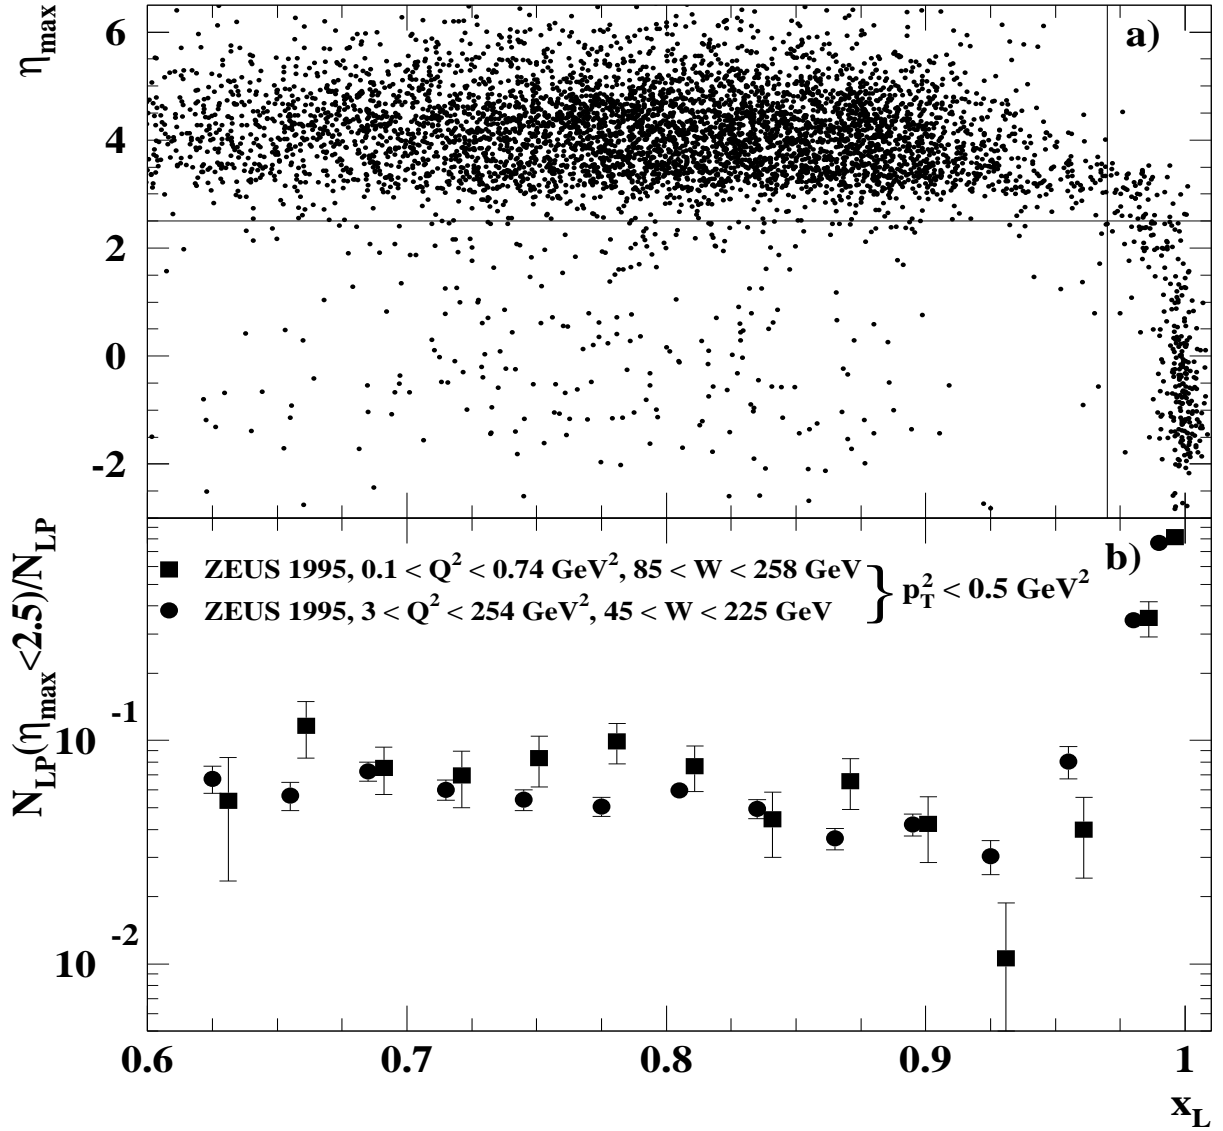 η_max
6
4
2
0
-2
a)
N_LP(η_max<2.5)/N_LP
b)
ZEUS 1995, 0.1 < Q² < 0.74 GeV², 85 < W < 258 GeV
ZEUS 1995, 3 < Q² < 254 GeV², 45 < W < 225 GeV
} p_T² < 0.5 GeV²
10⁻¹
10⁻²
0.6 0.7 0.8 0.9 1
x_L